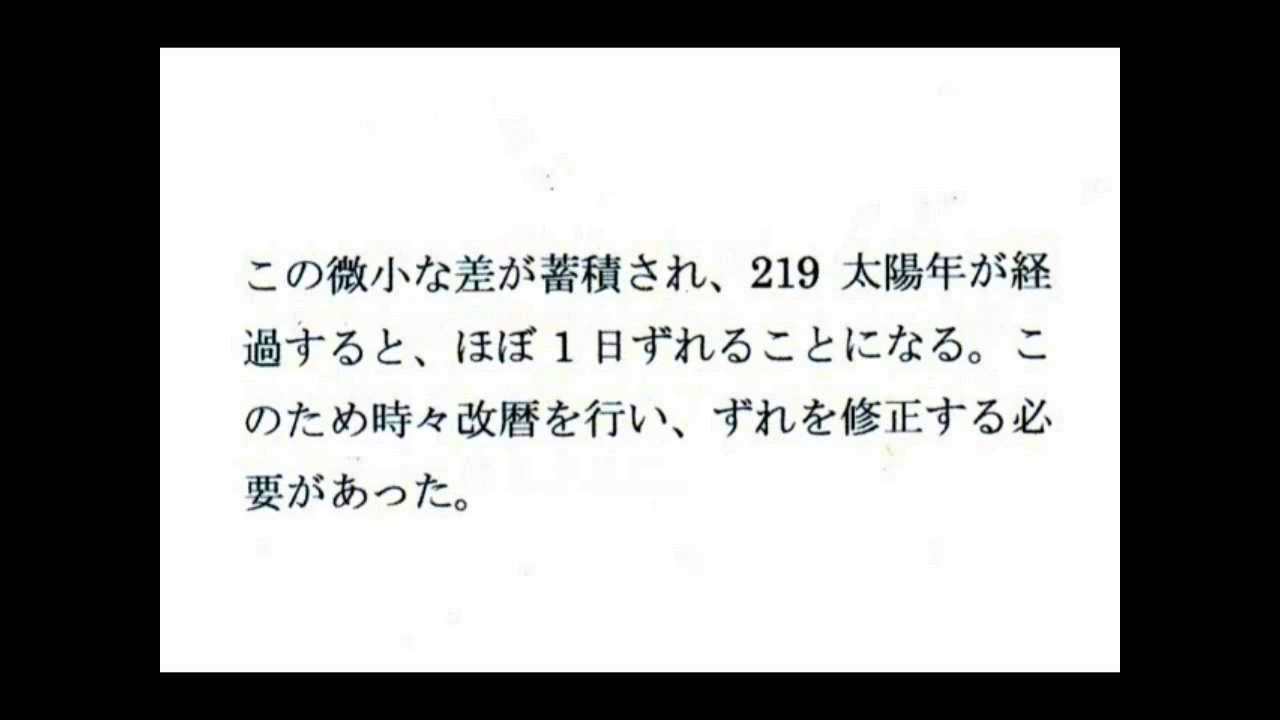 この微小な差が蓄積され、219 太陽年が経
過すると、ほぼ 1 日ずれることになる。こ
のため時々改暦を行い、ずれを修正する必
要があった。